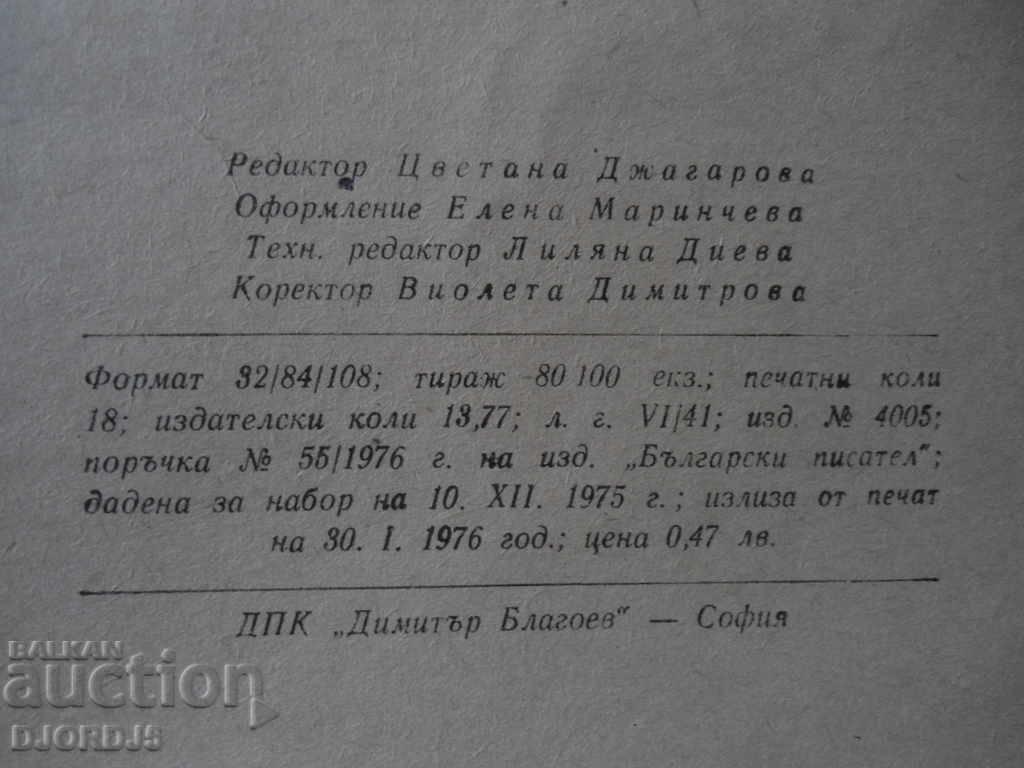 Редактор Цветана Джагарова
Оформление Елена Маринчева
Техн. редактор Лиляна Диева
Коректор Виолета Димитрова
Формат 32/84/108; тираж 80 100 екз.; печатни коли
18; издателски коли 13,77; л. г. VI/41; изд. № 4005;
поръчка № 55/1976 г. на изд. „Български писател";
дадена за набор на 10. XII. 1975 г.; излиза от печат
на 30. I. 1976 год.; цена 0,47 лв.
ДПК „Димитър Благоев" — София
BALKAN
auction
DJORDJS